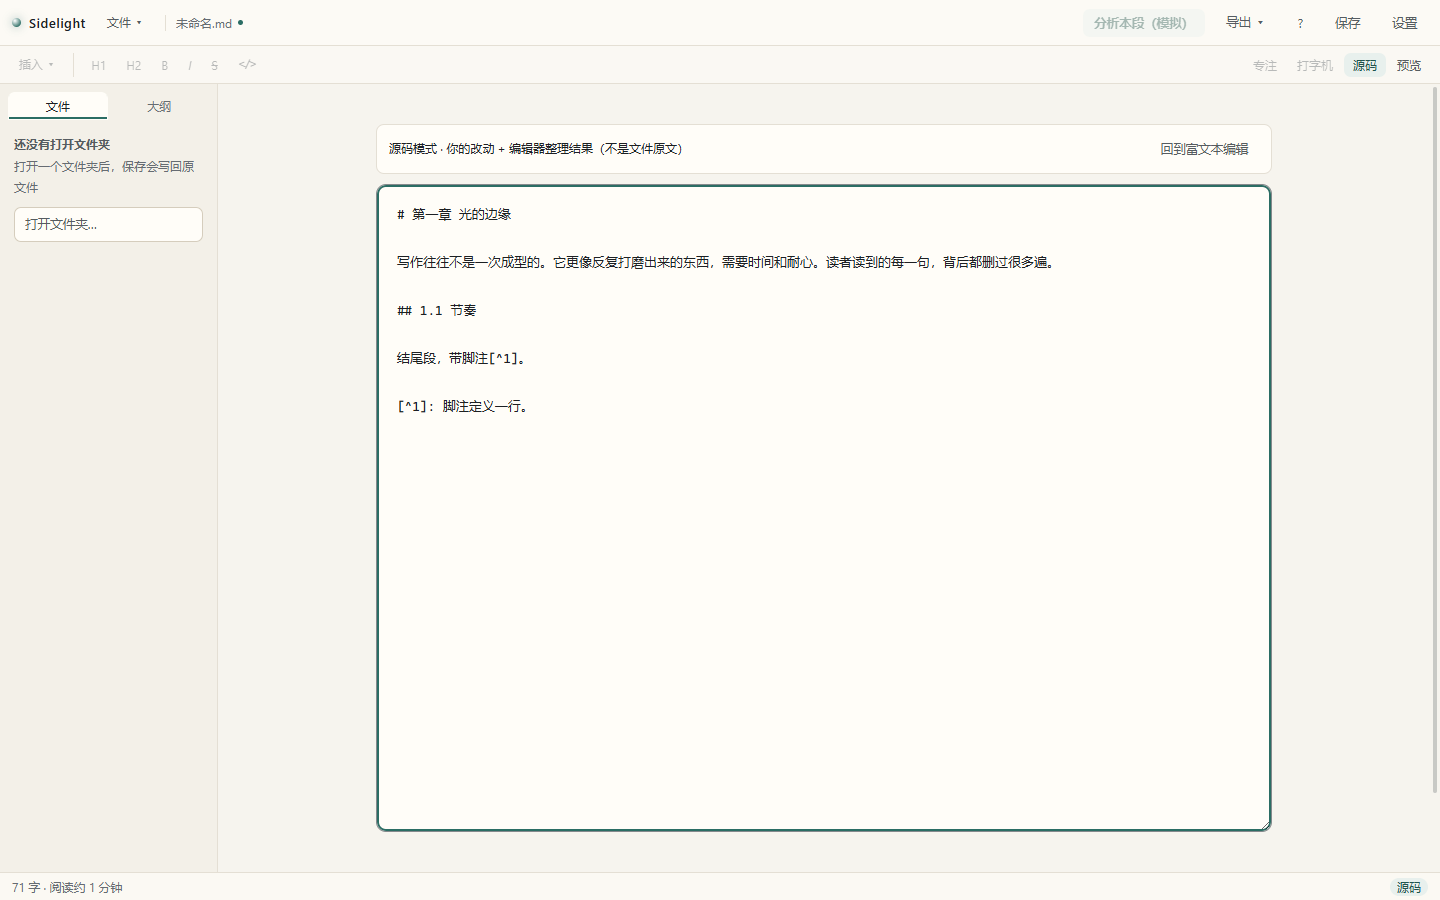 Sidelight 文件 ▾ 未命名.md ● 分析本段（模拟） 导出 ▾ ? 保存 设置
插入 ▾ H1 H2 B I S </> 专注 打字机 源码 预览
文件 大纲
还没有打开文件夹
打开一个文件夹后，保存会写回原
文件
打开文件夹...
源码模式 · 你的改动 + 编辑器整理结果（不是文件原文） 回到富文本编辑
# 第一章 光的边缘
写作往往不是一次成型的。它更像反复打磨出来的东西，需要时间和耐心。读者读到的每一句，背后都删过很多遍。
## 1.1 节奏
结尾段，带脚注[^1]。
[^1]: 脚注定义一行。
71 字 · 阅读约 1 分钟 源码